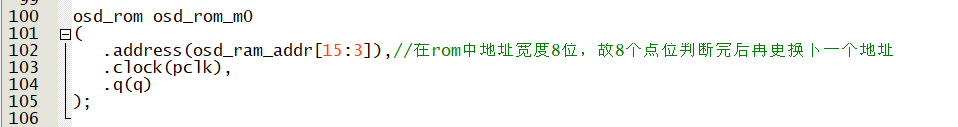 100 osd_rom osd_rom_m0
101 (
102 .address(osd_ram_addr[15:3]),//在rom中地址宽度8位，故8个点位判断完后再更换下一个地址
103 .clock(pclk),
104 .q(q)
105 );
106